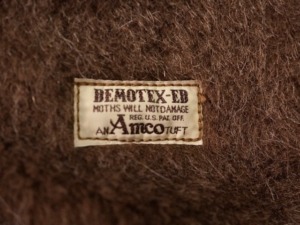 DEMOTEX-ED
MOTHS WILL NOT DAMAGE
REG. U.S. PAT. OFF.
AN Amco TUFT